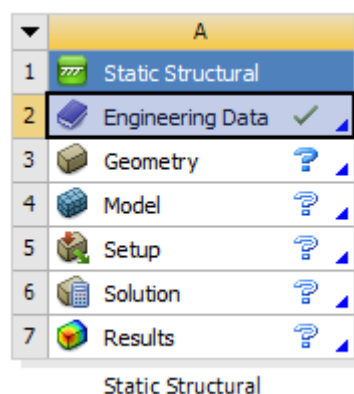 A
1 Static Structural
2 Engineering Data
3 Geometry ?
4 Model ?
5 Setup ?
6 Solution ?
7 Results ?
Static Structural